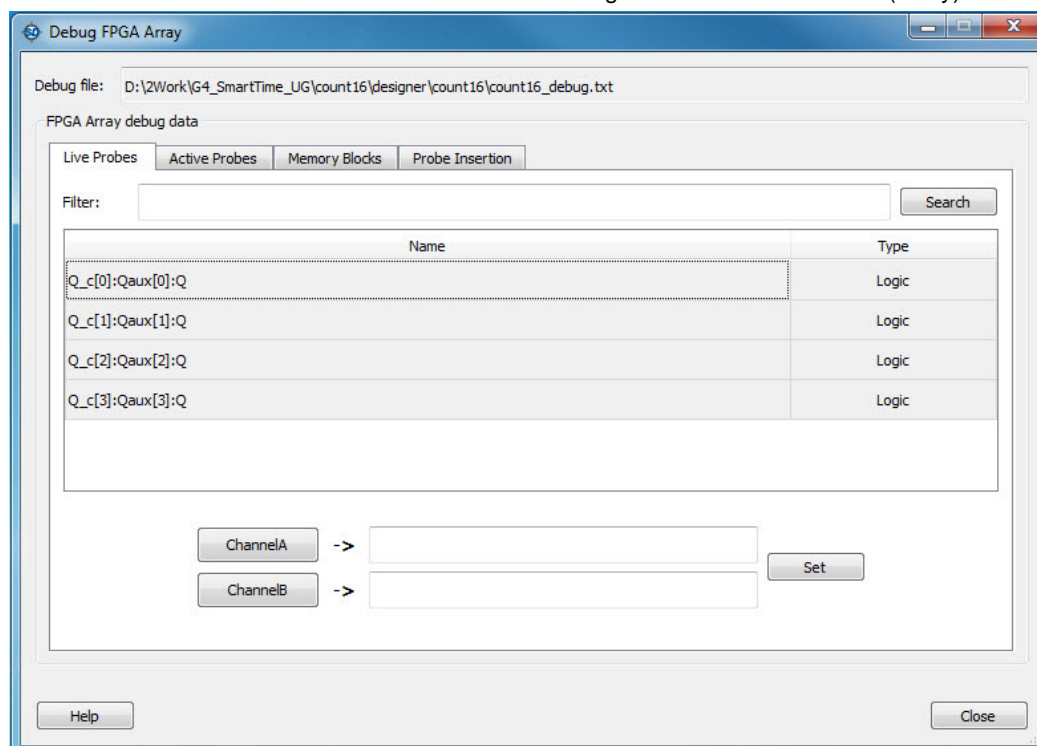 Debug FPGA Array
Debug file: D:\2Work\G4_SmartTime_UG\count16\designer\count16\count16_debug.txt
FPGA Array debug data
Live Probes Active Probes Memory Blocks Probe Insertion
Filter: Search
Name Type
Q_c[0]:Qaux[0]:Q Logic
Q_c[1]:Qaux[1]:Q Logic
Q_c[2]:Qaux[2]:Q Logic
Q_c[3]:Qaux[3]:Q Logic
ChannelA ->
Set
ChannelB ->
Help Close